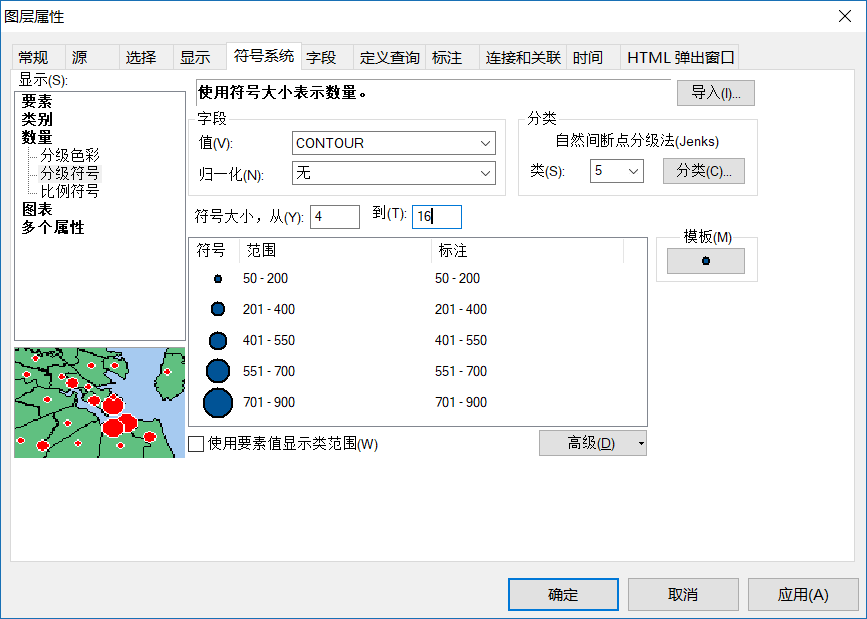 图层属性
常规 源 选择 显示 符号系统 字段 定义查询 标注 连接和关联 时间 HTML 弹出窗口
显示(S):
要素
类别
数量
分级色彩
分级符号
比例符号
图表
多个属性
使用符号大小表示数量。
导入(I)...
字段
值(V): CONTOUR
归一化(N): 无
分类
自然间断点分级法(Jenks)
类(S): 5 分类(C)...
符号大小，从(Y): 4 到(T): 16
符号 范围 标注
50 - 200 50 - 200
201 - 400 201 - 400
401 - 550 401 - 550
551 - 700 551 - 700
701 - 900 701 - 900
模板(M)
使用要素值显示类范围(W)
高级(D)
确定 取消 应用(A)